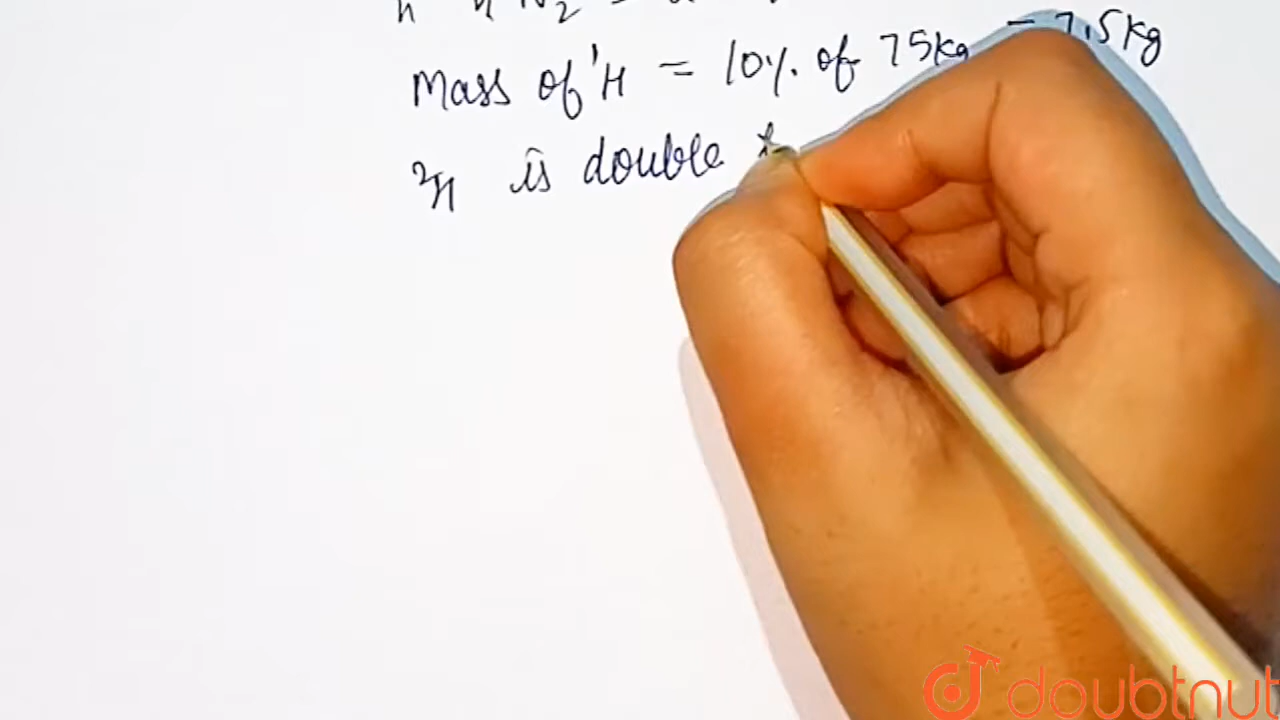 Mass of ¹H = 10% of 75kg = 7.5kg
²H is double
doubtnut